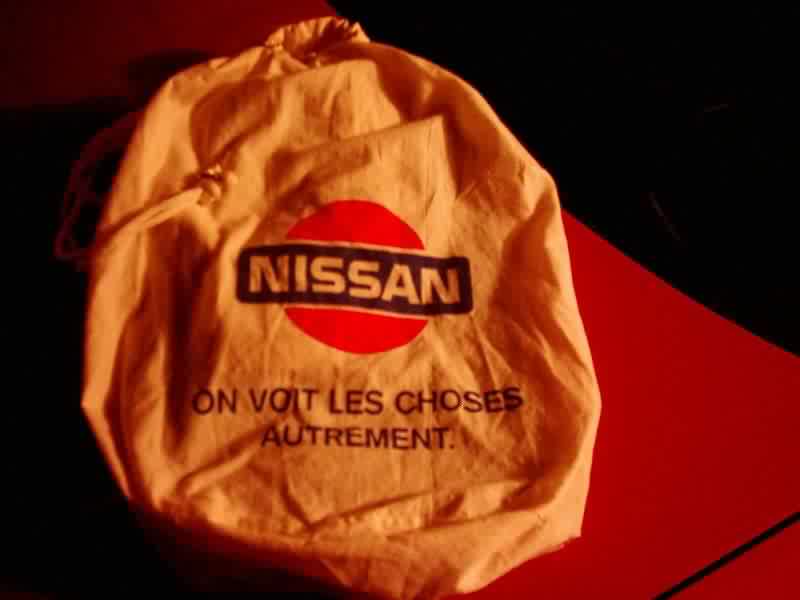 NISSAN
ON VOIT LES CHOSES
AUTREMENT.